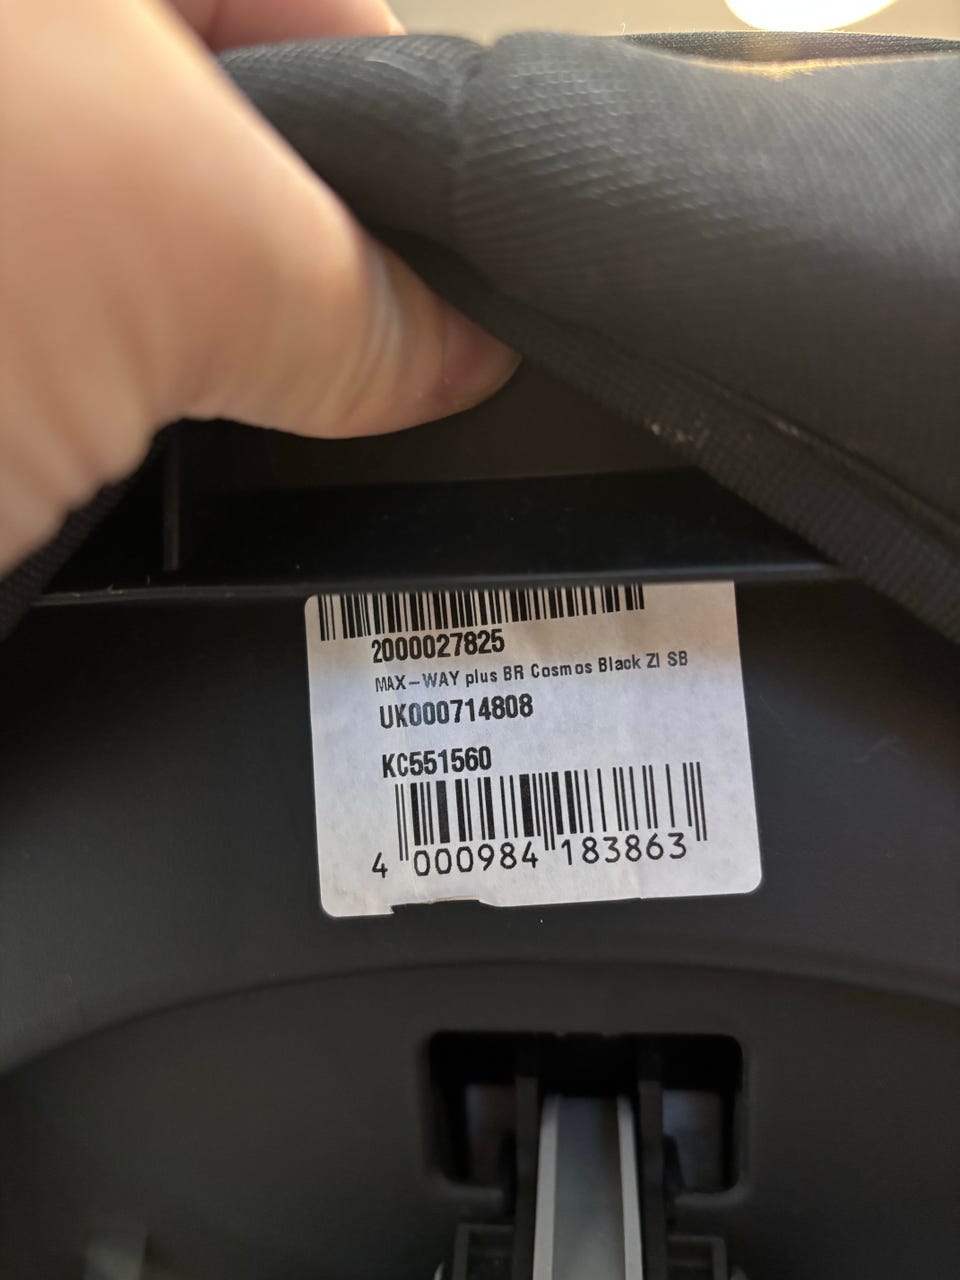 2000027825
MAX-WAY plus BR Cosmos Black ZI SB
UK000714808
KC551560
4 000984 183863